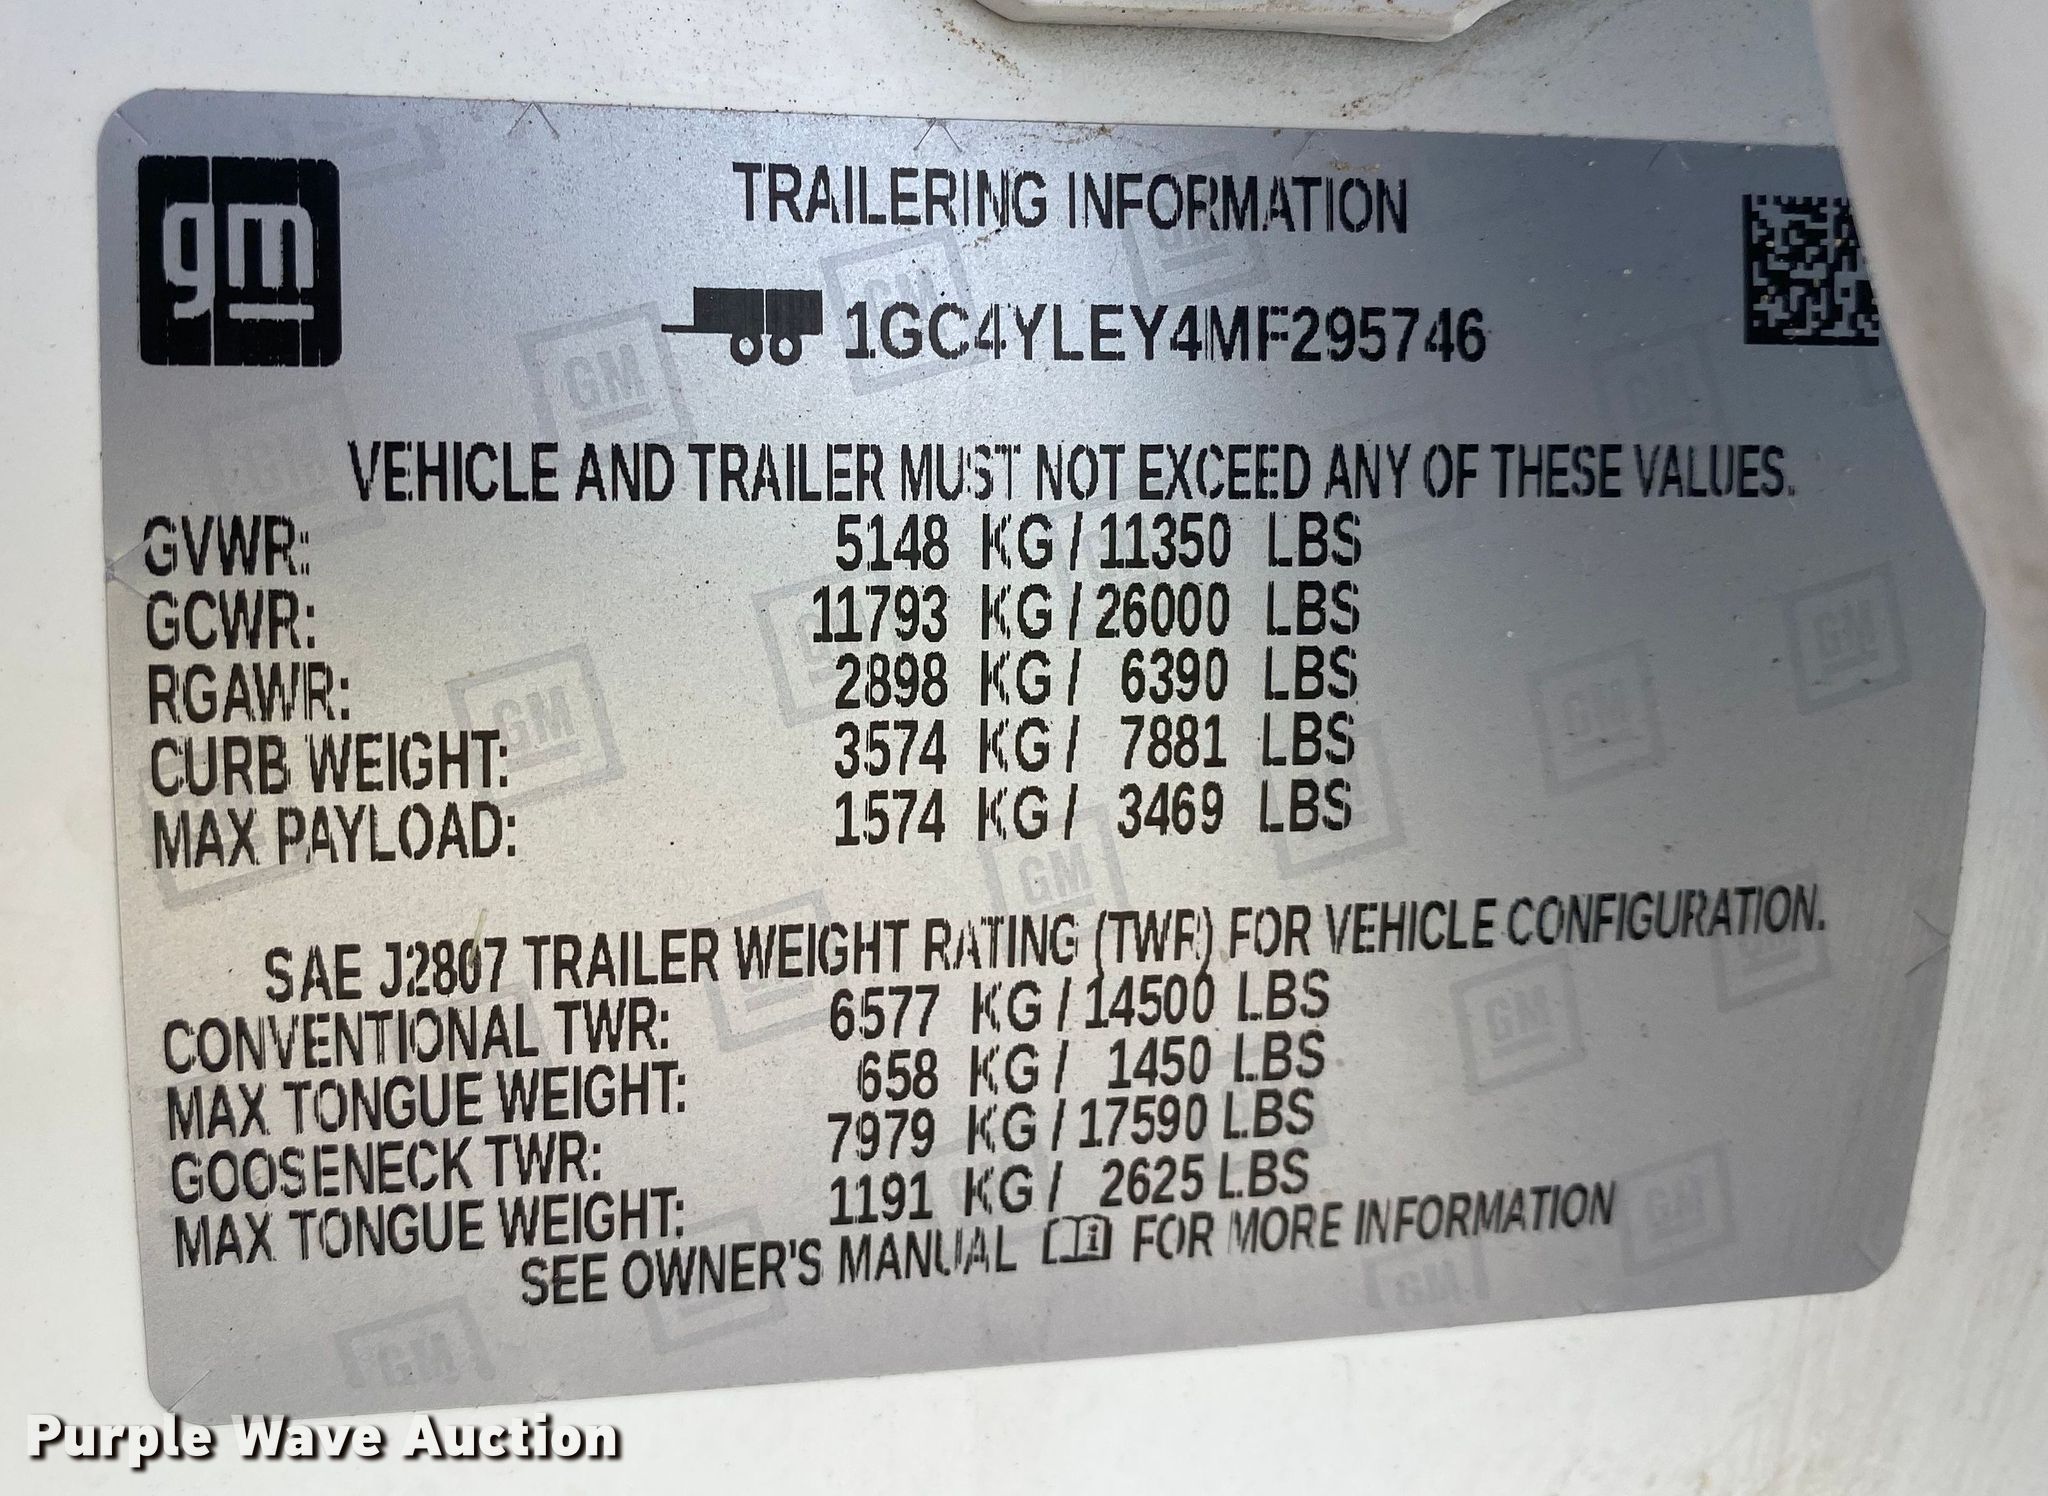 gm
TRAILERING INFORMATION
1GC4YLEY4MF295746
VEHICLE AND TRAILER MUST NOT EXCEED ANY OF THESE VALUES.
GVWR: 5148 KG / 11350 LBS
GCWR: 11793 KG / 26000 LBS
RGAWR: 2898 KG / 6390 LBS
CURB WEIGHT: 3574 KG / 7881 LBS
MAX PAYLOAD: 1574 KG / 3469 LBS
SAE J2807 TRAILER WEIGHT RATING (TWR) FOR VEHICLE CONFIGURATION.
CONVENTIONAL TWR: 6577 KG / 14500 LBS
MAX TONGUE WEIGHT: 658 KG / 1450 LBS
GOOSENECK TWR: 7979 KG / 17590 LBS
MAX TONGUE WEIGHT: 1191 KG / 2625 LBS
SEE OWNER'S MANUAL FOR MORE INFORMATION
Purple Wave Auction